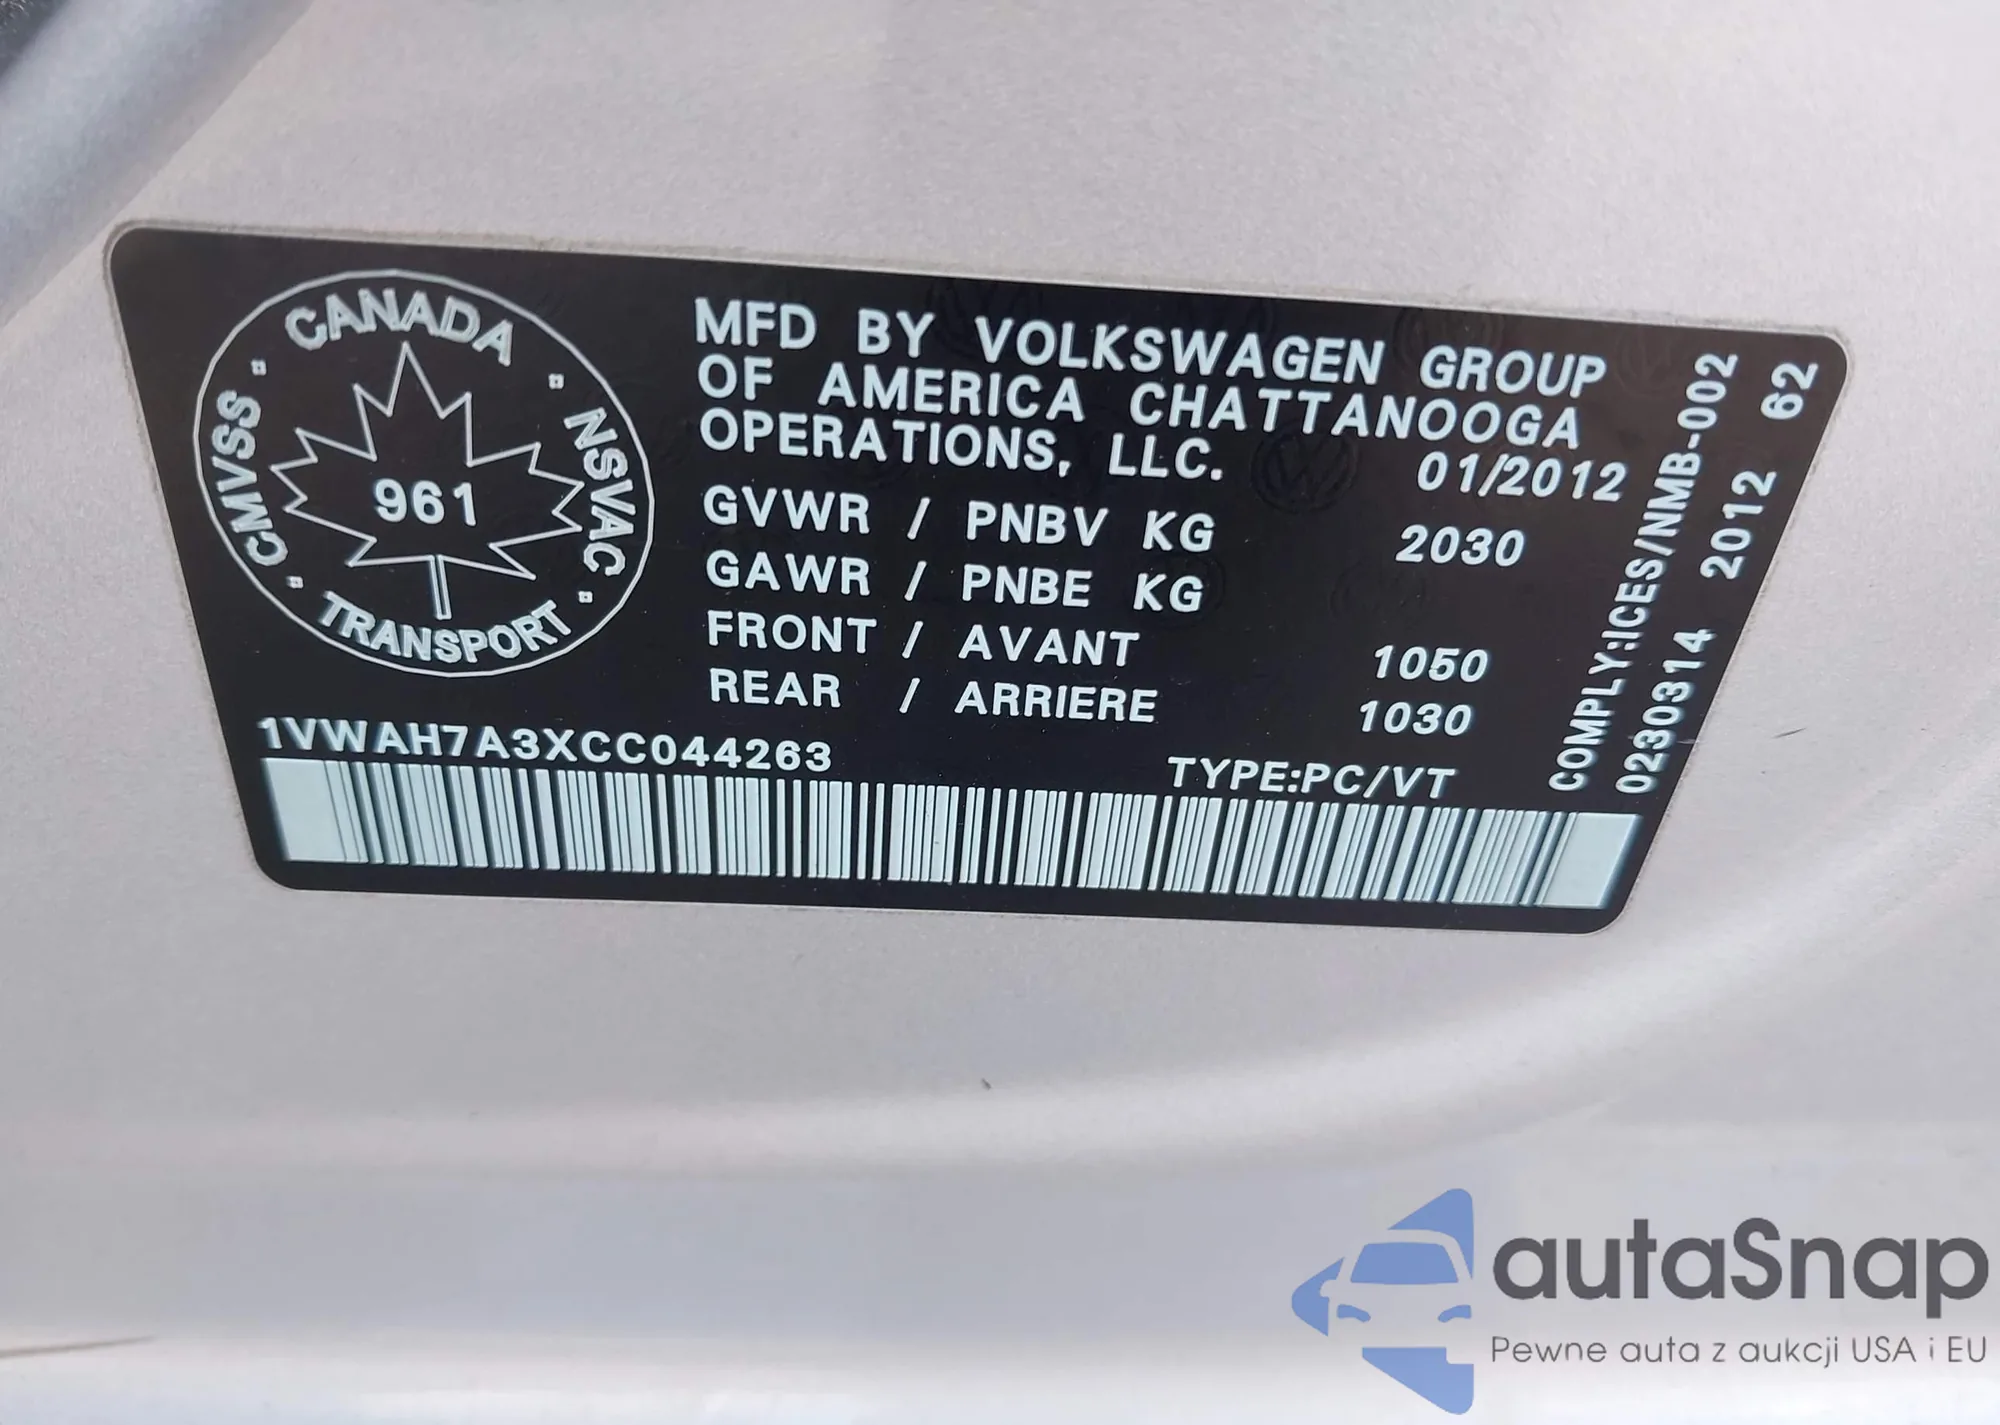 CANADA
CMVSS
NSVAC
961
TRANSPORT
MFD BY VOLKSWAGEN GROUP
OF AMERICA CHATTANOOGA
OPERATIONS, LLC.
01/2012
GVWR / PNBV KG 2030
GAWR / PNBE KG
FRONT / AVANT 1050
REAR / ARRIERE 1030
1VWAH7A3XCC044263
TYPE:PC/VT
COMPLY:ICES/NMB-002
0230314 2012 62
autaSnap
Pewne auta z aukcji USA i EU